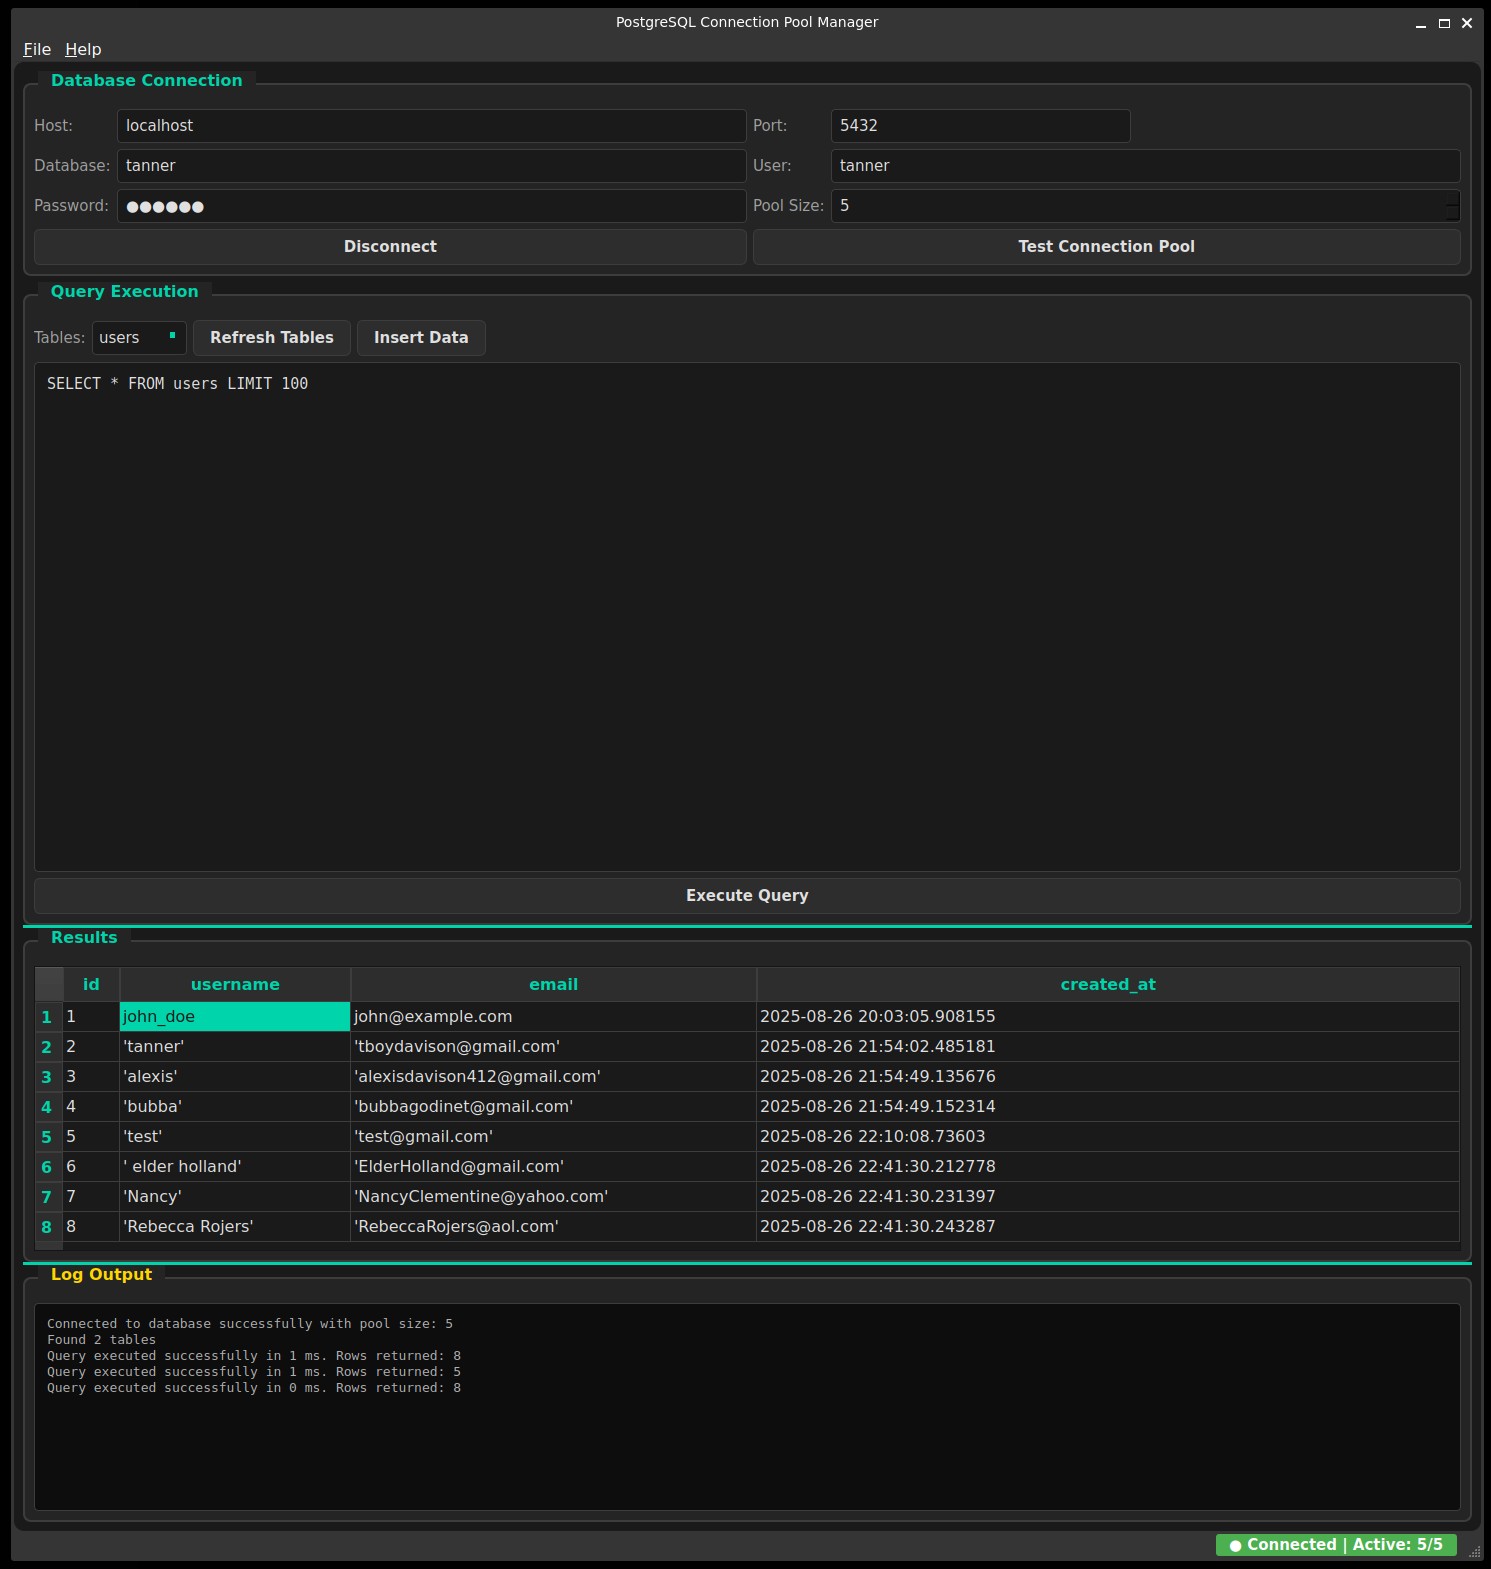 PostgreSQL Connection Pool Manager
File Help
Database Connection
Host: localhost Port: 5432
Database: tanner User: tanner
Password: ●●●●●● Pool Size: 5
Disconnect Test Connection Pool
Query Execution
Tables: users Refresh Tables Insert Data
SELECT * FROM users LIMIT 100
Execute Query
Results
id username email created_at
1 1 john_doe john@example.com 2025-08-26 20:03:05.908155
2 2 'tanner' 'tboydavison@gmail.com' 2025-08-26 21:54:02.485181
3 3 'alexis' 'alexisdavison412@gmail.com' 2025-08-26 21:54:49.135676
4 4 'bubba' 'bubbagodinet@gmail.com' 2025-08-26 21:54:49.152314
5 5 'test' 'test@gmail.com' 2025-08-26 22:10:08.73603
6 6 ' elder holland' 'ElderHolland@gmail.com' 2025-08-26 22:41:30.212778
7 7 'Nancy' 'NancyClementine@yahoo.com' 2025-08-26 22:41:30.231397
8 8 'Rebecca Rojers' 'RebeccaRojers@aol.com' 2025-08-26 22:41:30.243287
Log Output
Connected to database successfully with pool size: 5
Found 2 tables
Query executed successfully in 1 ms. Rows returned: 8
Query executed successfully in 1 ms. Rows returned: 5
Query executed successfully in 0 ms. Rows returned: 8
● Connected | Active: 5/5